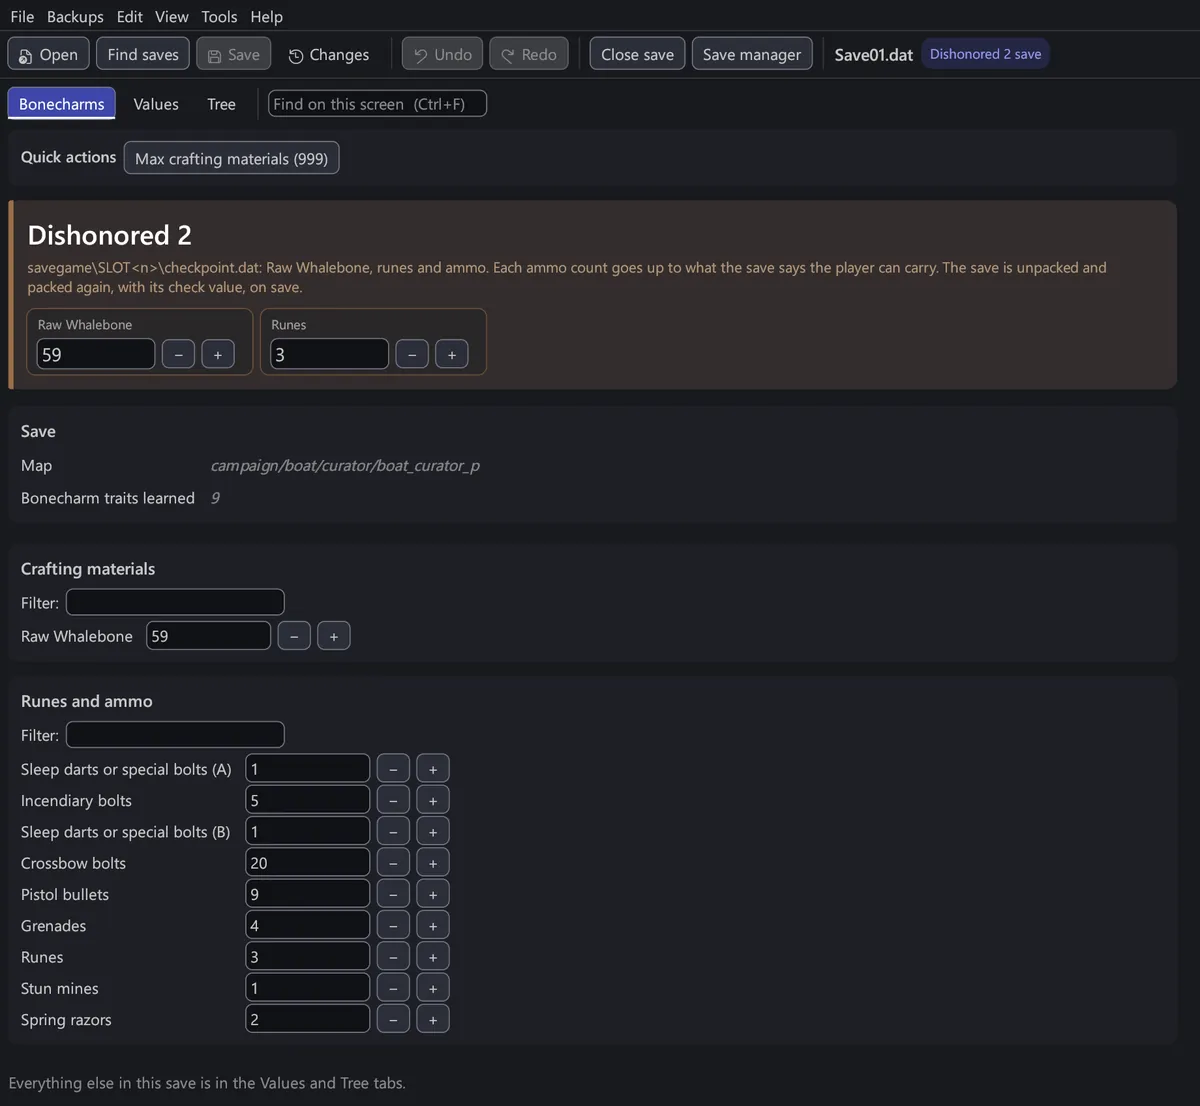 File Backups Edit View Tools Help
Open Find saves Save Changes Undo Redo Close save Save manager Save01.dat Dishonored 2 save
Bonecharms Values Tree Find on this screen (Ctrl+F)
Quick actions Max crafting materials (999)
Dishonored 2
savegame\SLOT<n>\checkpoint.dat: Raw Whalebone, runes and ammo. Each ammo count goes up to what the save says the player can carry. The save is unpacked and
packed again, with its check value, on save.
Raw Whalebone Runes
59 − + 3 − +
Save
Map campaign/boat/curator/boat_curator_p
Bonecharm traits learned 9
Crafting materials
Filter:
Raw Whalebone 59 − +
Runes and ammo
Filter:
Sleep darts or special bolts (A) 1 − +
Incendiary bolts 5 − +
Sleep darts or special bolts (B) 1 − +
Crossbow bolts 20 − +
Pistol bullets 9 − +
Grenades 4 − +
Runes 3 − +
Stun mines 1 − +
Spring razors 2 − +
Everything else in this save is in the Values and Tree tabs.